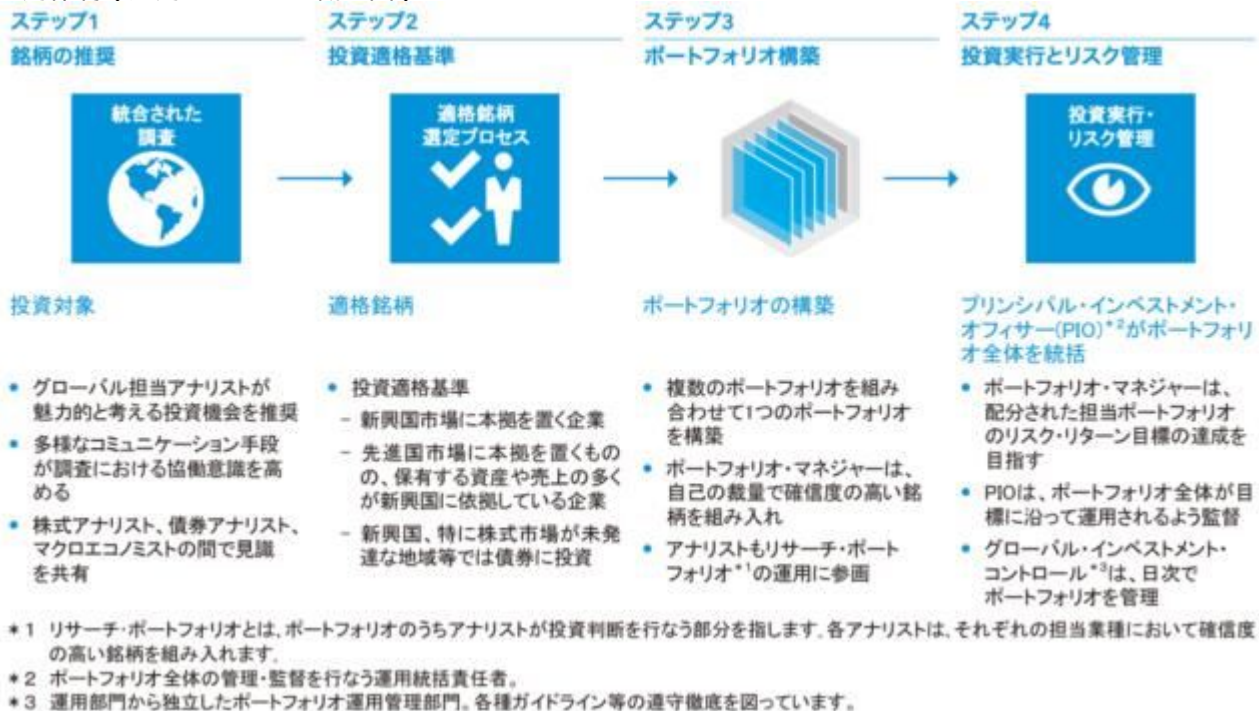 ステップ1
銘柄の推奨
統合された
調査
投資対象
• グローバル担当アナリストが
魅力的と考える投資機会を推奨
• 多様なコミュニケーション手段
が調査における協働意識を高
める
• 株式アナリスト、債券アナリスト、
マクロエコノミストの間で見識
を共有
ステップ2
投資適格基準
適格銘柄
選定プロセス
適格銘柄
• 投資適格基準
- 新興国市場に本拠を置く企業
- 先進国市場に本拠を置くもの
の、保有する資産や売上の多く
が新興国に依拠している企業
- 新興国、特に株式市場が未発
達な地域等では債券に投資
ステップ3
ポートフォリオ構築
ポートフォリオの構築
• 複数のポートフォリオを組み
合わせて1つのポートフォリオ
を構築
• ポートフォリオ・マネジャーは、
自己の裁量で確信度の高い銘
柄を組み入れ
• アナリストもリサーチ・ポート
フォリオ*1の運用に参画
ステップ4
投資実行とリスク管理
投資実行・
リスク管理
プリンシパル・インベストメント・
オフィサー(PIO)*2がポートフォリ
オ全体を統括
• ポートフォリオ・マネジャーは、
配分された担当ポートフォリオ
のリスク・リターン目標の達成を
目指す
• PIOは、ポートフォリオ全体が目
標に沿って運用されるよう監督
• グローバル・インベストメント・
コントロール*3は、日次で
ポートフォリオを管理
*1 リサーチ・ポートフォリオとは、ポートフォリオのうちアナリストが投資判断を行なう部分を指します。各アナリストは、それぞれの担当業種において確信度
の高い銘柄を組み入れます。
*2 ポートフォリオ全体の管理・監督を行なう運用統括責任者。
*3 運用部門から独立したポートフォリオ運用管理部門。各種ガイドライン等の遵守徹底を図っています。